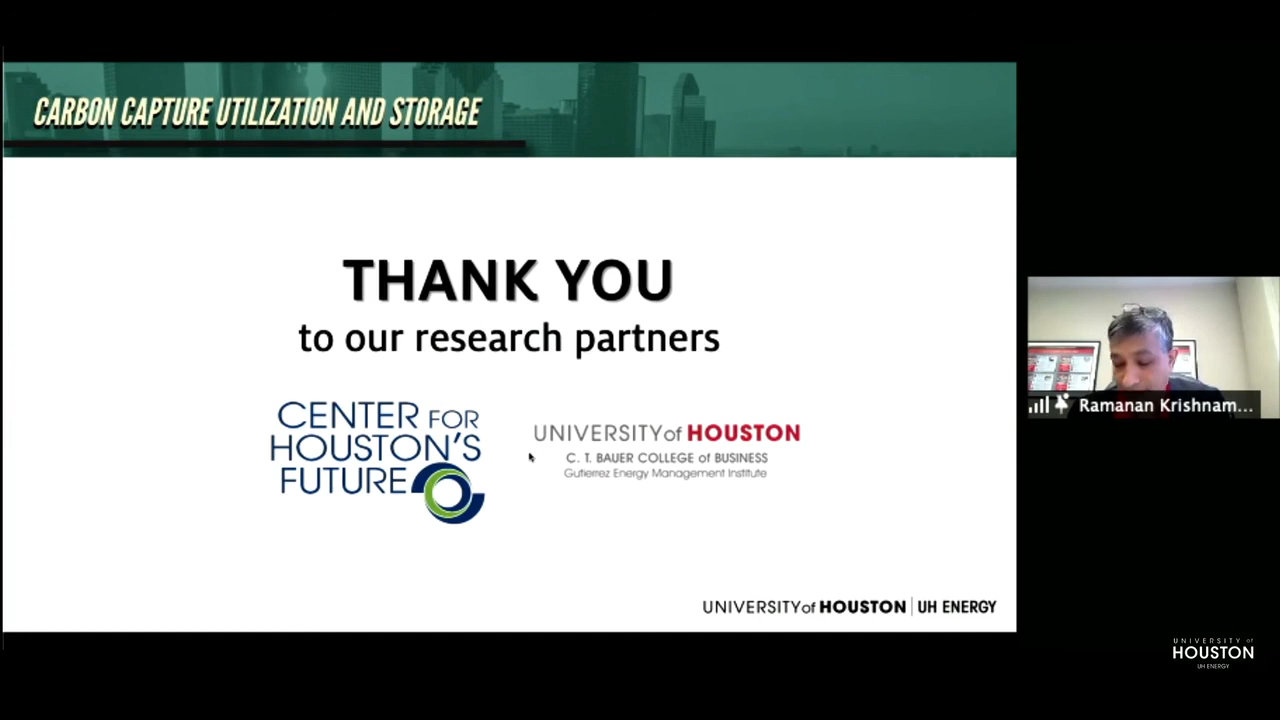 CARBON CAPTURE UTILIZATION AND STORAGE
THANK YOU
to our research partners
CENTER FOR
HOUSTON'S
FUTURE
UNIVERSITY of HOUSTON
C. T. BAUER COLLEGE of BUSINESS
Gutierrez Energy Management Institute
UNIVERSITY of HOUSTON | UH ENERGY
Ramanan Krishnam...
UNIVERSITY of
HOUSTON
UH ENERGY